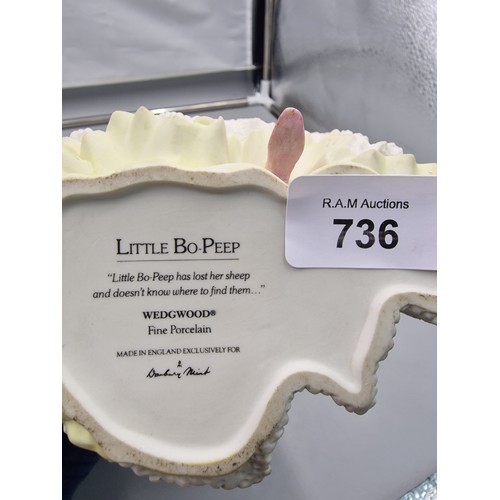 R.A.M Auctions
736
LITTLE BO-PEEP
"Little Bo-Peep has lost her sheep
and doesn't know where to find them..."
WEDGWOOD®
Fine Porcelain
MADE IN ENGLAND EXCLUSIVELY FOR
Danbury Mint